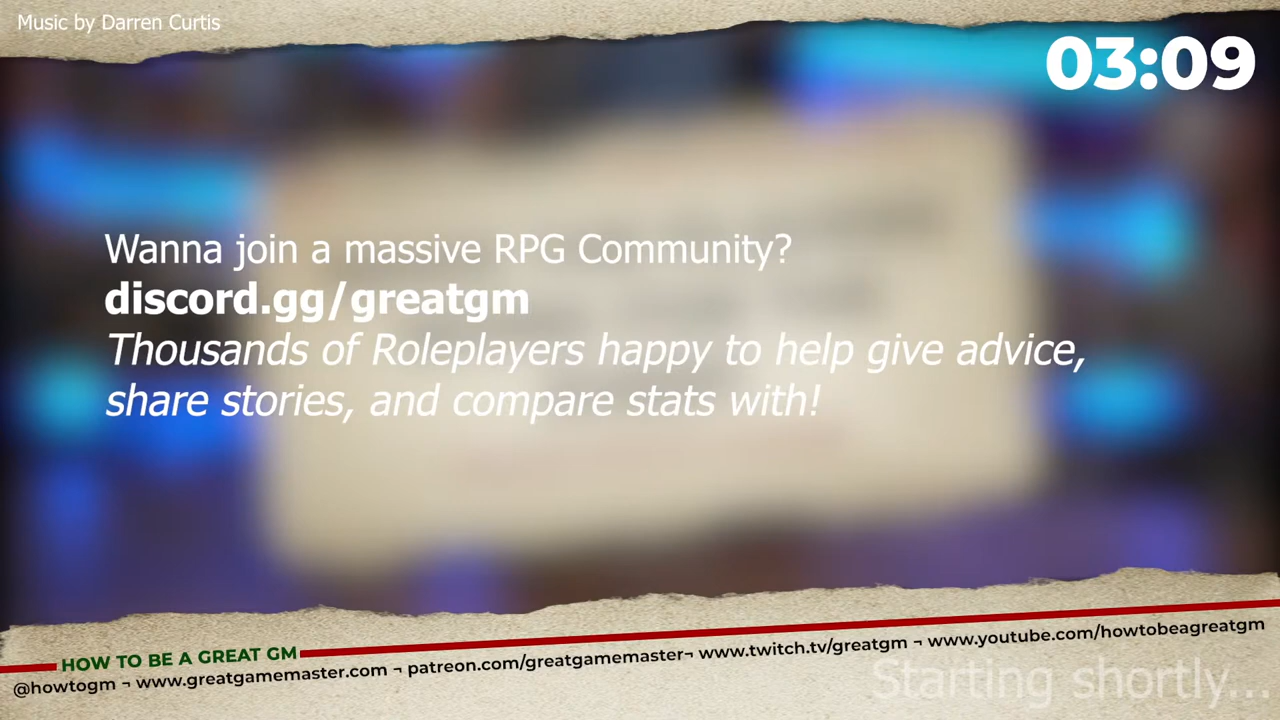 Music by Darren Curtis
03:09
Wanna join a massive RPG Community?
discord.gg/greatgm
Thousands of Roleplayers happy to help give advice,
share stories, and compare stats with!
HOW TO BE A GREAT GM
@howtogm ¬ www.greatgamemaster.com ¬ patreon.com/greatgamemaster¬ www.twitch.tv/greatgm ¬ www.youtube.com/howtobeagreatgm
Starting shortly...